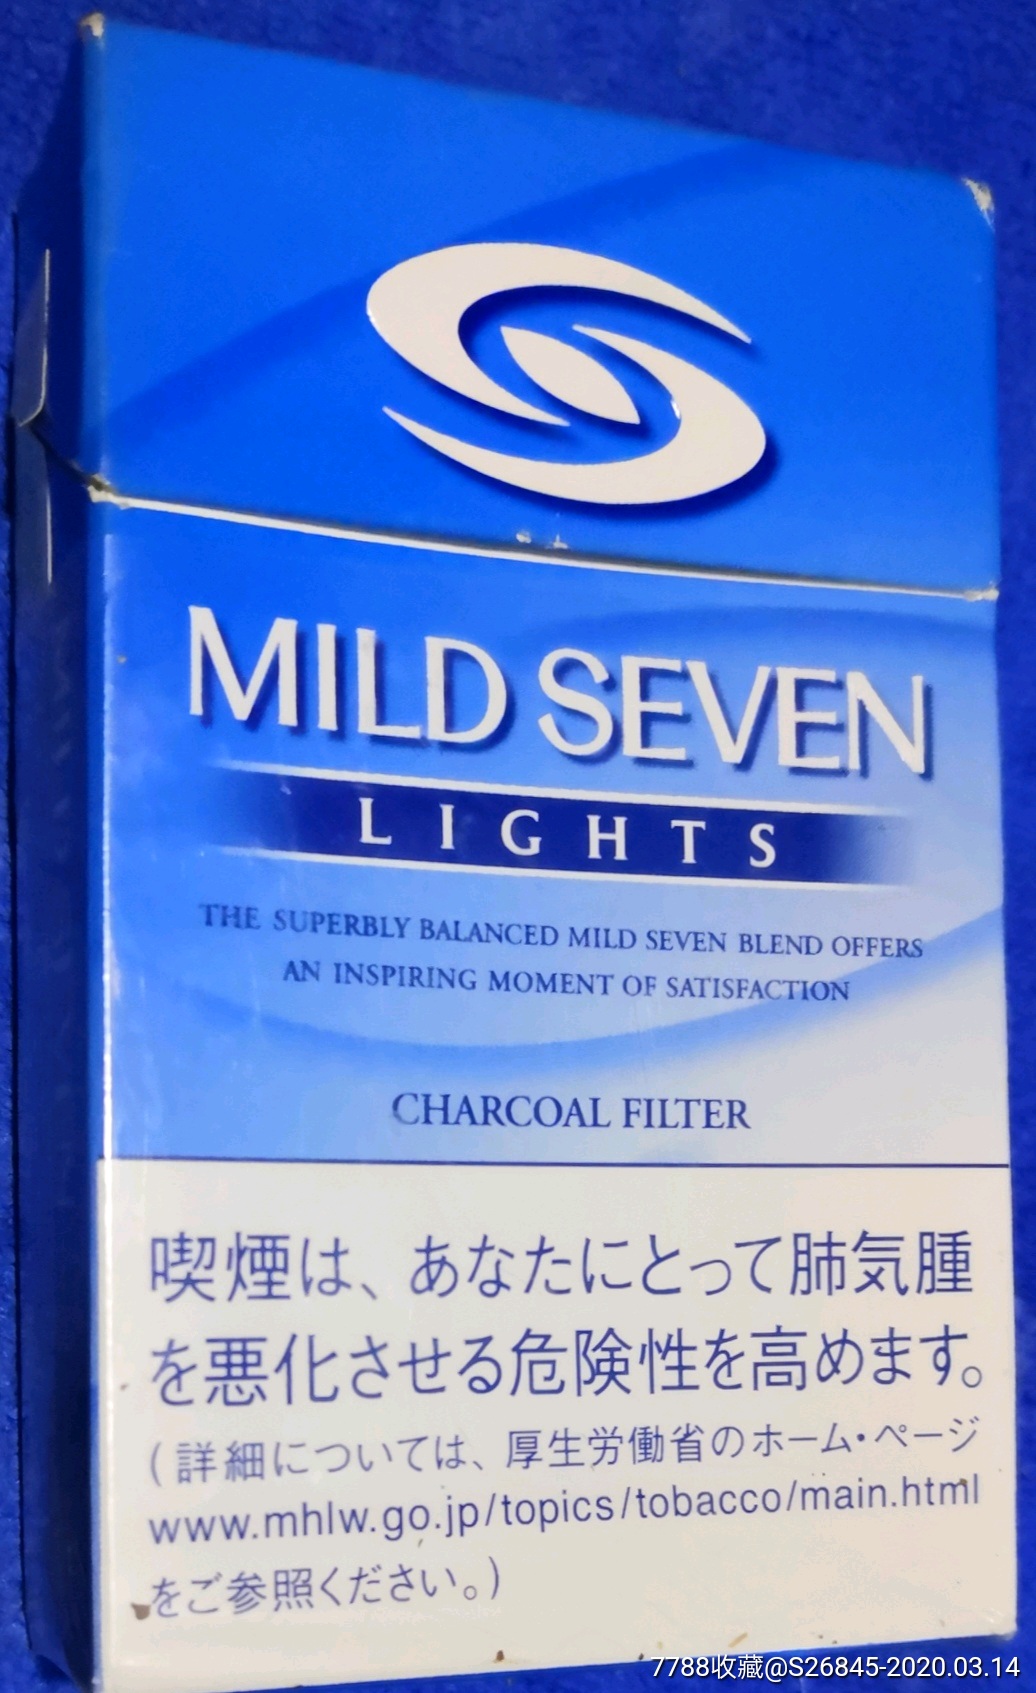 MILD SEVEN
LIGHTS
THE SUPERBLY BALANCED MILD SEVEN BLEND OFFERS
AN INSPIRING MOMENT OF SATISFACTION
CHARCOAL FILTER
喫煙は、あなたにとって肺気腫
を悪化させる危険性を高めます。
(詳細については、厚生労働省のホーム・ページ
www.mhlw.go.jp/topics/tobacco/main.html
をご参照ください。)
7788收藏@S26845-2020.03.14